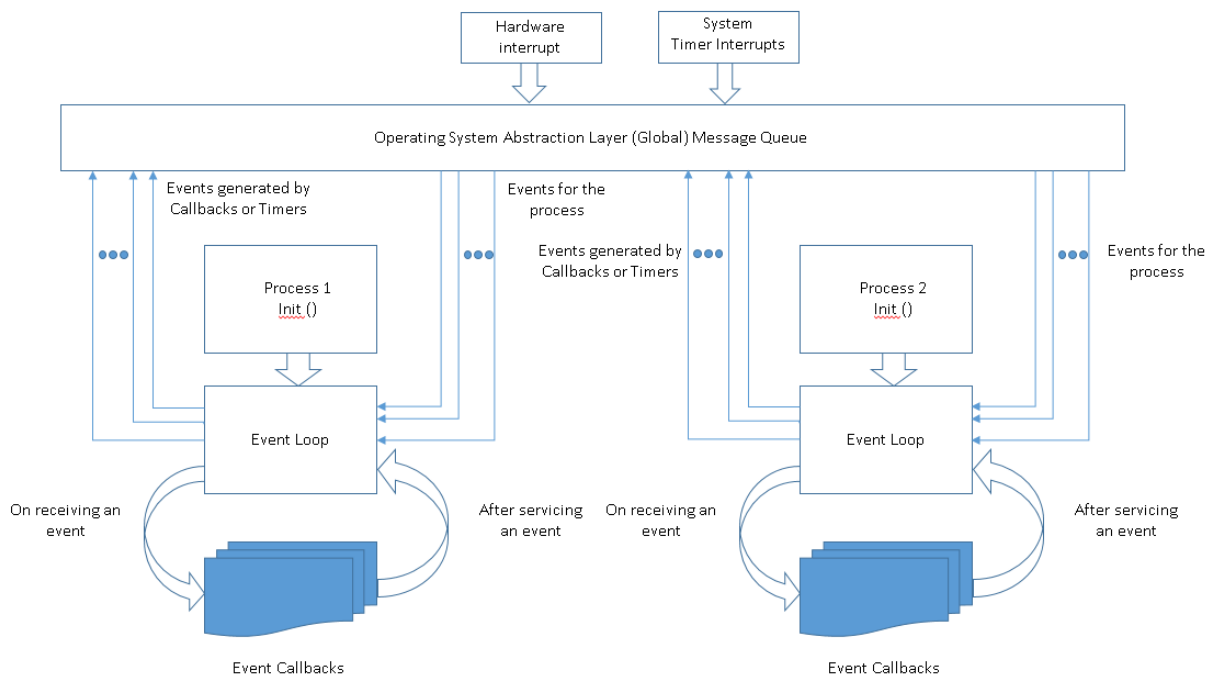 Hardware
interrupt
System
Timer Interrupts
Operating System Abstraction Layer (Global) Message Queue
Events generated by
Callbacks or Timers
Events for the
process
Events generated by
Callbacks or Timers
Events for the
process
Process 1
Init ()
Process 2
Init ()
Event Loop
Event Loop
On receiving an
event
After servicing
an event
On receiving an
event
After servicing
an event
Event Callbacks
Event Callbacks